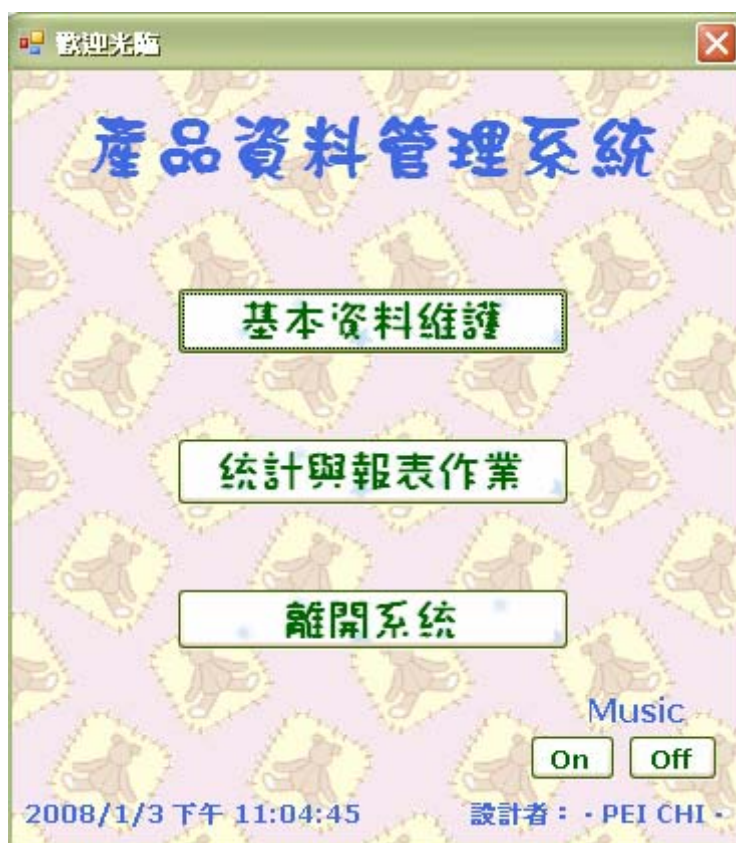 歡迎光臨
產品資料管理系統
基本資料維護
統計與報表作業
離開系統
Music
On Off
2008/1/3 下午 11:04:45 設計者：‧PEI CHI‧